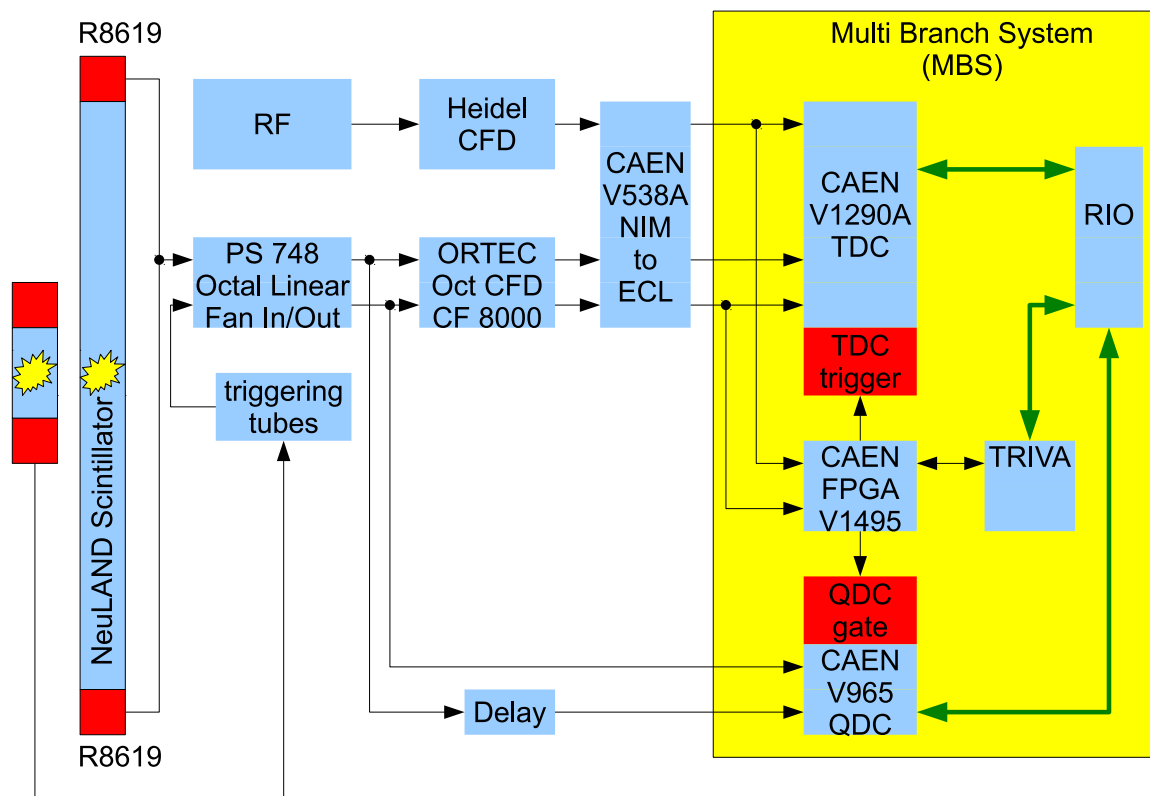 R8619
Multi Branch System
(MBS)
RF
Heidel
CFD
CAEN
V538A
NIM
to
ECL
CAEN
V1290A
TDC
RIO
PS 748
Octal Linear
Fan In/Out
ORTEC
Oct CFD
CF 8000
TDC
trigger
triggering
tubes
NeuLAND Scintillator
CAEN
FPGA
V1495
TRIVA
QDC
gate
CAEN
V965
QDC
Delay
R8619